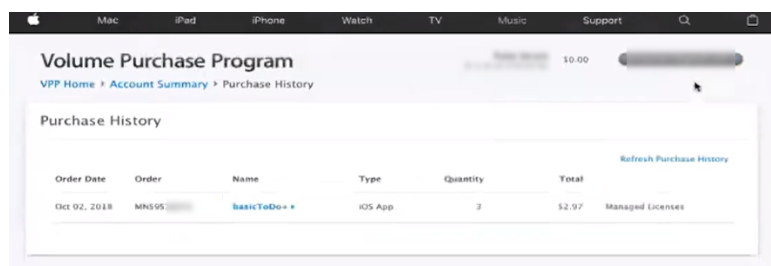 Mac iPad iPhone Watch TV Music Support
Volume Purchase Program $0.00
VPP Home › Account Summary › Purchase History
Purchase History
Refresh Purchase History
Order Date Order Name Type Quantity Total
Oct 02, 2018 MNS95 basicToDo+ iOS App 3 $2.97 Managed Licenses